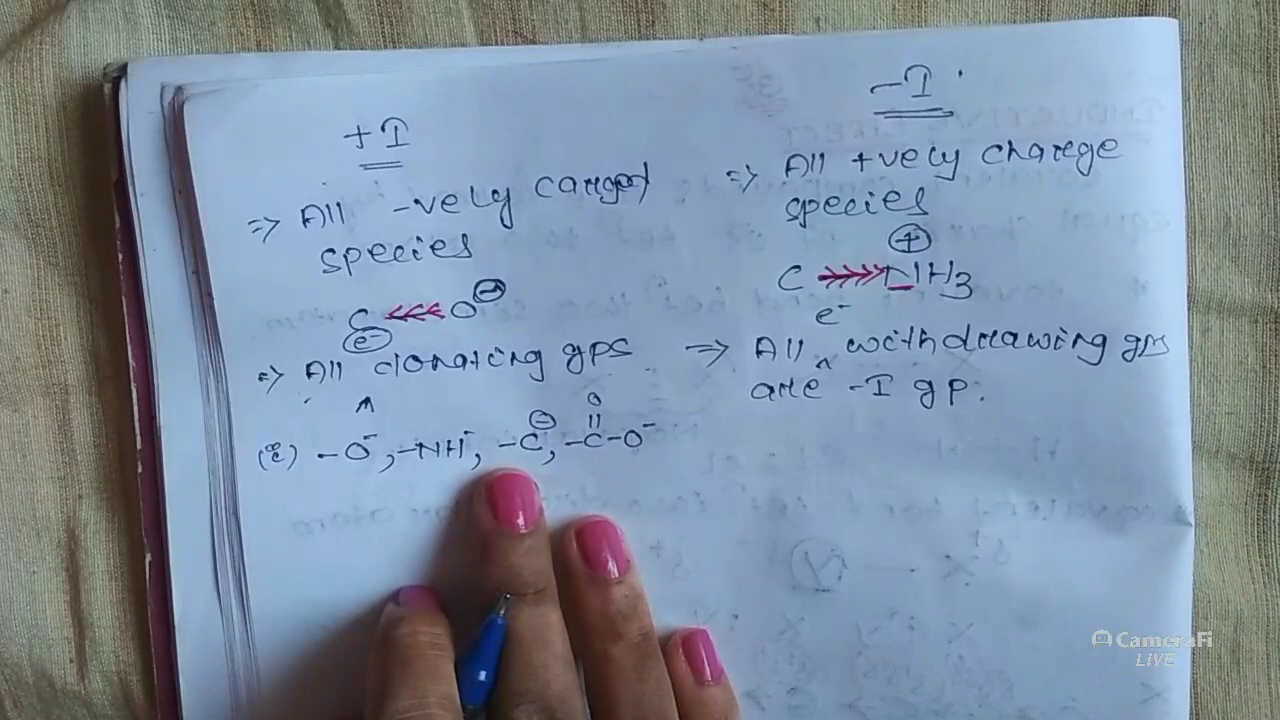 +I
⇒ All -vely carged
species
C ⋘ O⊖
e⁻
⇒ All donating gps
(i) -O⁻, -NH⁻, -C⊖, -C-O⁻
O
-I
⇒ All +vely charege
species
⊕
C ⋙ NH3
e⁻
⇒ All withdrawing gps
are -I gp.
CameraFi
LIVE